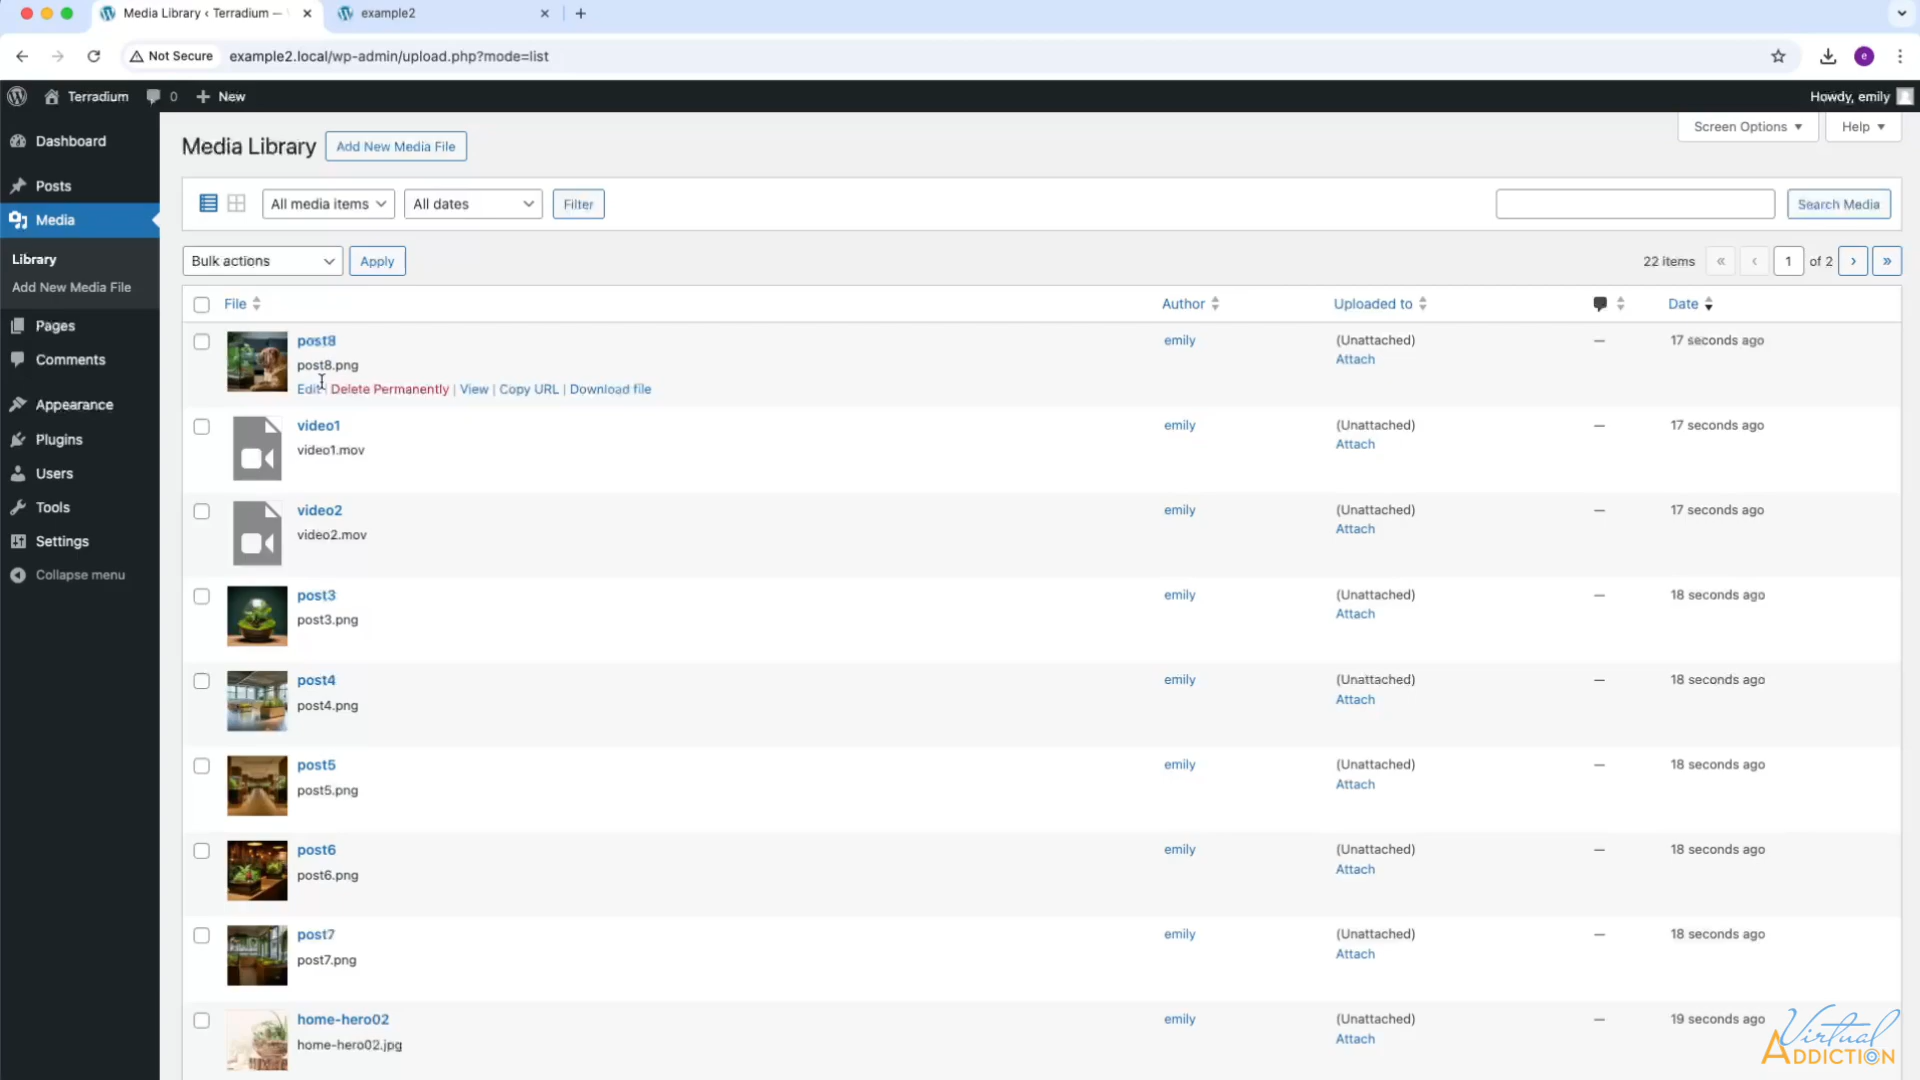 Media Library ‹ Terradium —
example2
Not Secure
example2.local/wp-admin/upload.php?mode=list
Terradium
0
New
Howdy, emily
Dashboard
Posts
Media
Library
Add New Media File
Pages
Comments
Appearance
Plugins
Users
Tools
Settings
Collapse menu
Media Library
Add New Media File
Screen Options
Help
All media items
All dates
Filter
Search Media
Bulk actions
Apply
22 items « ‹ 1 of 2 › »
File Author Uploaded to Date
post8 emily (Unattached) — 17 seconds ago
post8.png Attach
Edit | Delete Permanently | View | Copy URL | Download file
video1 emily (Unattached) — 17 seconds ago
video1.mov Attach
video2 emily (Unattached) — 17 seconds ago
video2.mov Attach
post3 emily (Unattached) — 18 seconds ago
post3.png Attach
post4 emily (Unattached) — 18 seconds ago
post4.png Attach
post5 emily (Unattached) — 18 seconds ago
post5.png Attach
post6 emily (Unattached) — 18 seconds ago
post6.png Attach
post7 emily (Unattached) — 18 seconds ago
post7.png Attach
home-hero02 emily (Unattached) — 19 seconds ago
home-hero02.jpg Attach
Virtual
ADDICTION